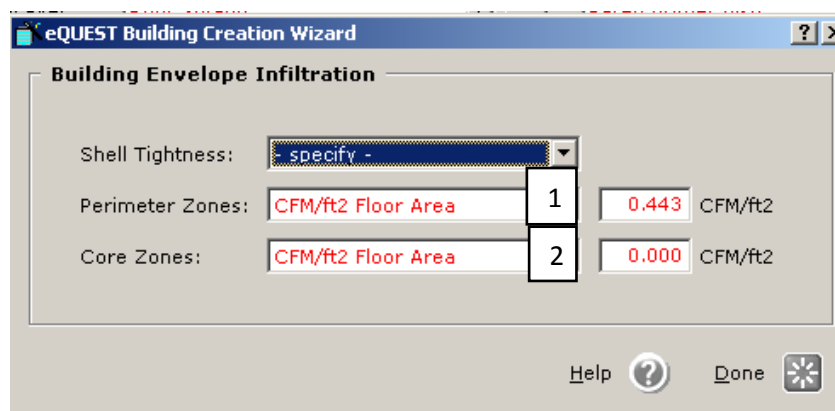 eQUEST Building Creation Wizard ? X
Building Envelope Infiltration
Shell Tightness: - specify -
Perimeter Zones: CFM/ft2 Floor Area 1 0.443 CFM/ft2
Core Zones: CFM/ft2 Floor Area 2 0.000 CFM/ft2
Help ? Done